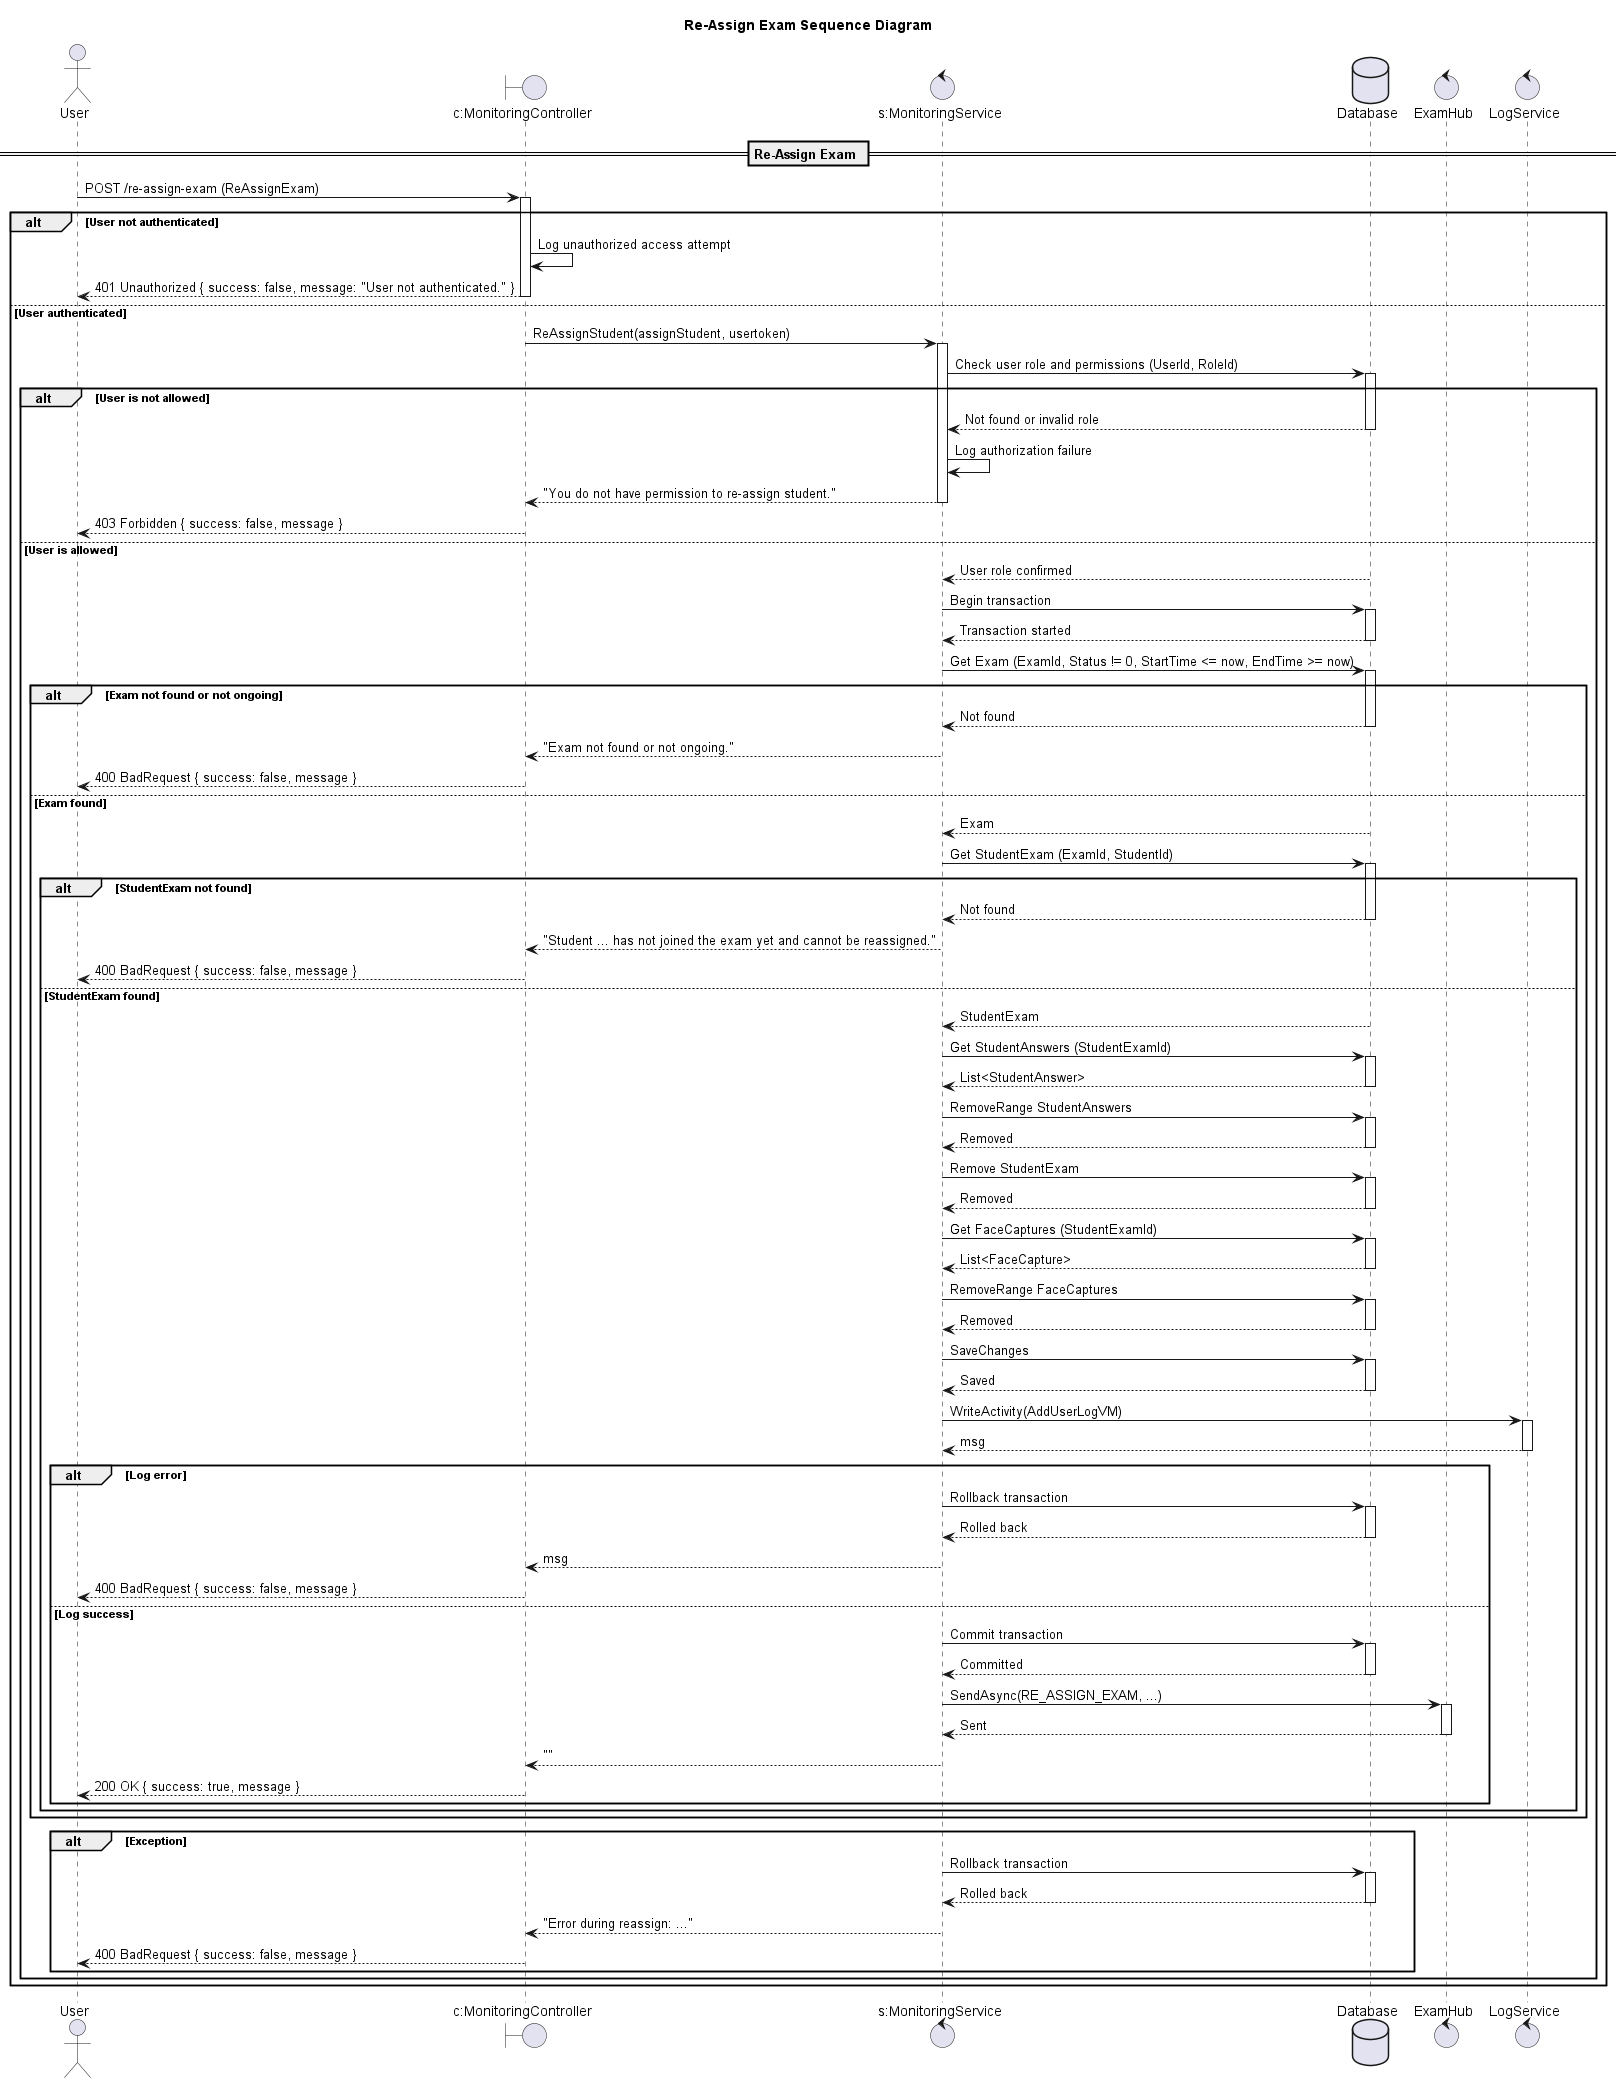 Re-Assign Exam Sequence Diagram
User
c:MonitoringController
s:MonitoringService
Database
ExamHub
LogService
Re-Assign Exam
POST /re-assign-exam (ReAssignExam)
alt
[User not authenticated]
Log unauthorized access attempt
401 Unauthorized { success: false, message: "User not authenticated." }
[User authenticated]
ReAssignStudent(assignStudent, usertoken)
Check user role and permissions (UserId, RoleId)
alt
[User is not allowed]
Not found or invalid role
Log authorization failure
"You do not have permission to re-assign student."
403 Forbidden { success: false, message }
[User is allowed]
User role confirmed
Begin transaction
Transaction started
Get Exam (ExamId, Status != 0, StartTime <= now, EndTime >= now)
alt
[Exam not found or not ongoing]
Not found
"Exam not found or not ongoing."
400 BadRequest { success: false, message }
[Exam found]
Exam
Get StudentExam (ExamId, StudentId)
alt
[StudentExam not found]
Not found
"Student ... has not joined the exam yet and cannot be reassigned."
400 BadRequest { success: false, message }
[StudentExam found]
StudentExam
Get StudentAnswers (StudentExamId)
List<StudentAnswer>
RemoveRange StudentAnswers
Removed
Remove StudentExam
Removed
Get FaceCaptures (StudentExamId)
List<FaceCapture>
RemoveRange FaceCaptures
Removed
SaveChanges
Saved
WriteActivity(AddUserLogVM)
msg
alt
[Log error]
Rollback transaction
Rolled back
msg
400 BadRequest { success: false, message }
[Log success]
Commit transaction
Committed
SendAsync(RE_ASSIGN_EXAM, ...)
Sent
""
200 OK { success: true, message }
alt
[Exception]
Rollback transaction
Rolled back
"Error during reassign: ..."
400 BadRequest { success: false, message }
User
c:MonitoringController
s:MonitoringService
Database
ExamHub
LogService